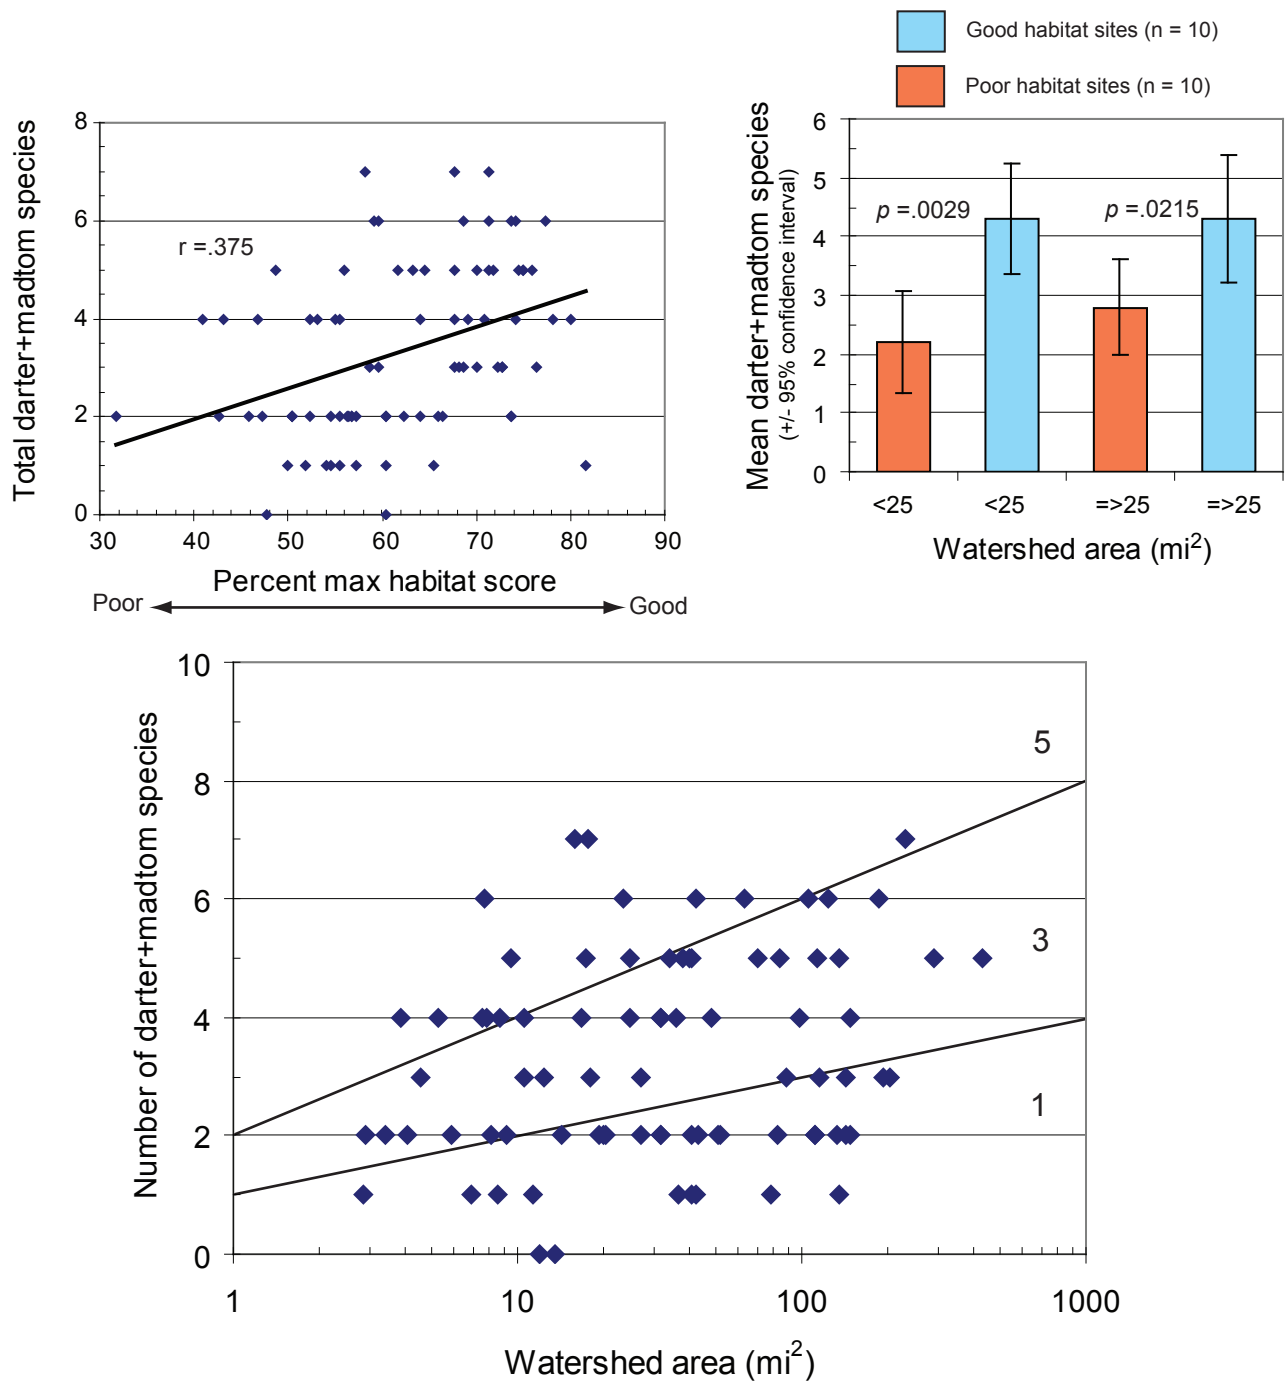 Good habitat sites (n = 10)
Poor habitat sites (n = 10)
Total darter+madtom species
8
6
4
2
0
r =.375
30 40 50 60 70 80 90
Percent max habitat score
Poor Good
Mean darter+madtom species
(+/- 95% confidence interval)
6
5
4
3
2
1
0
p =.0029
p =.0215
<25 <25 =>25 =>25
Watershed area (mi²)
Number of darter+madtom species
10
8
6
4
2
0
5
3
1
1 10 100 1000
Watershed area (mi²)